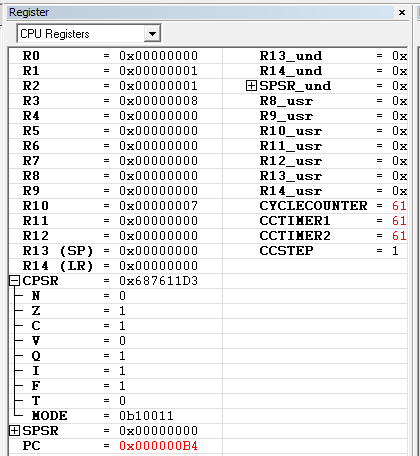 Register
CPU Registers
R0 = 0x00000000
R1 = 0x00000001
R2 = 0x00000001
R3 = 0x00000008
R4 = 0x00000000
R5 = 0x00000000
R6 = 0x00000000
R7 = 0x00000000
R8 = 0x00000000
R9 = 0x00000000
R10 = 0x00000007
R11 = 0x00000000
R12 = 0x00000000
R13 (SP) = 0x00000000
R14 (LR) = 0x00000000
CPSR = 0x687611D3
N = 0
Z = 1
C = 1
V = 0
Q = 1
I = 1
F = 1
T = 0
MODE = 0b10011
SPSR = 0x00000000
PC = 0x000000B4
R13_und = 0x
R14_und = 0x
SPSR_und = 0x
R8_usr = 0x
R9_usr = 0x
R10_usr = 0x
R11_usr = 0x
R12_usr = 0x
R13_usr = 0x
R14_usr = 0x
CYCLECOUNTER = 61
CCTIMER1 = 61
CCTIMER2 = 61
CCSTEP = 1